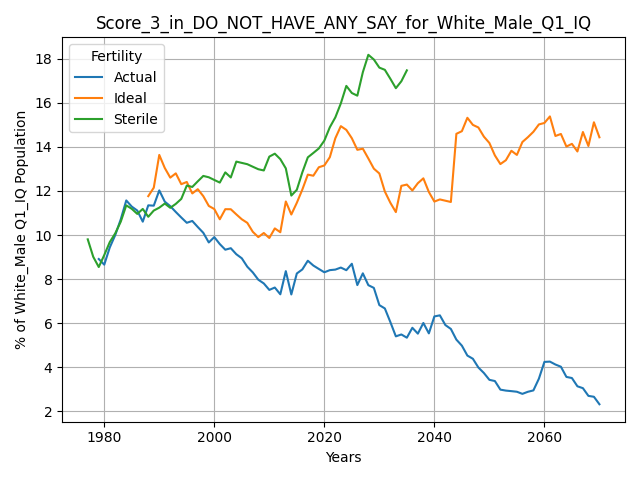 Score_3_in_DO_NOT_HAVE_ANY_SAY_for_White_Male_Q1_IQ
Fertility
Actual
Ideal
Sterile
% of White_Male Q1_IQ Population
18
16
14
12
10
8
6
4
2
1980 2000 2020 2040 2060
Years